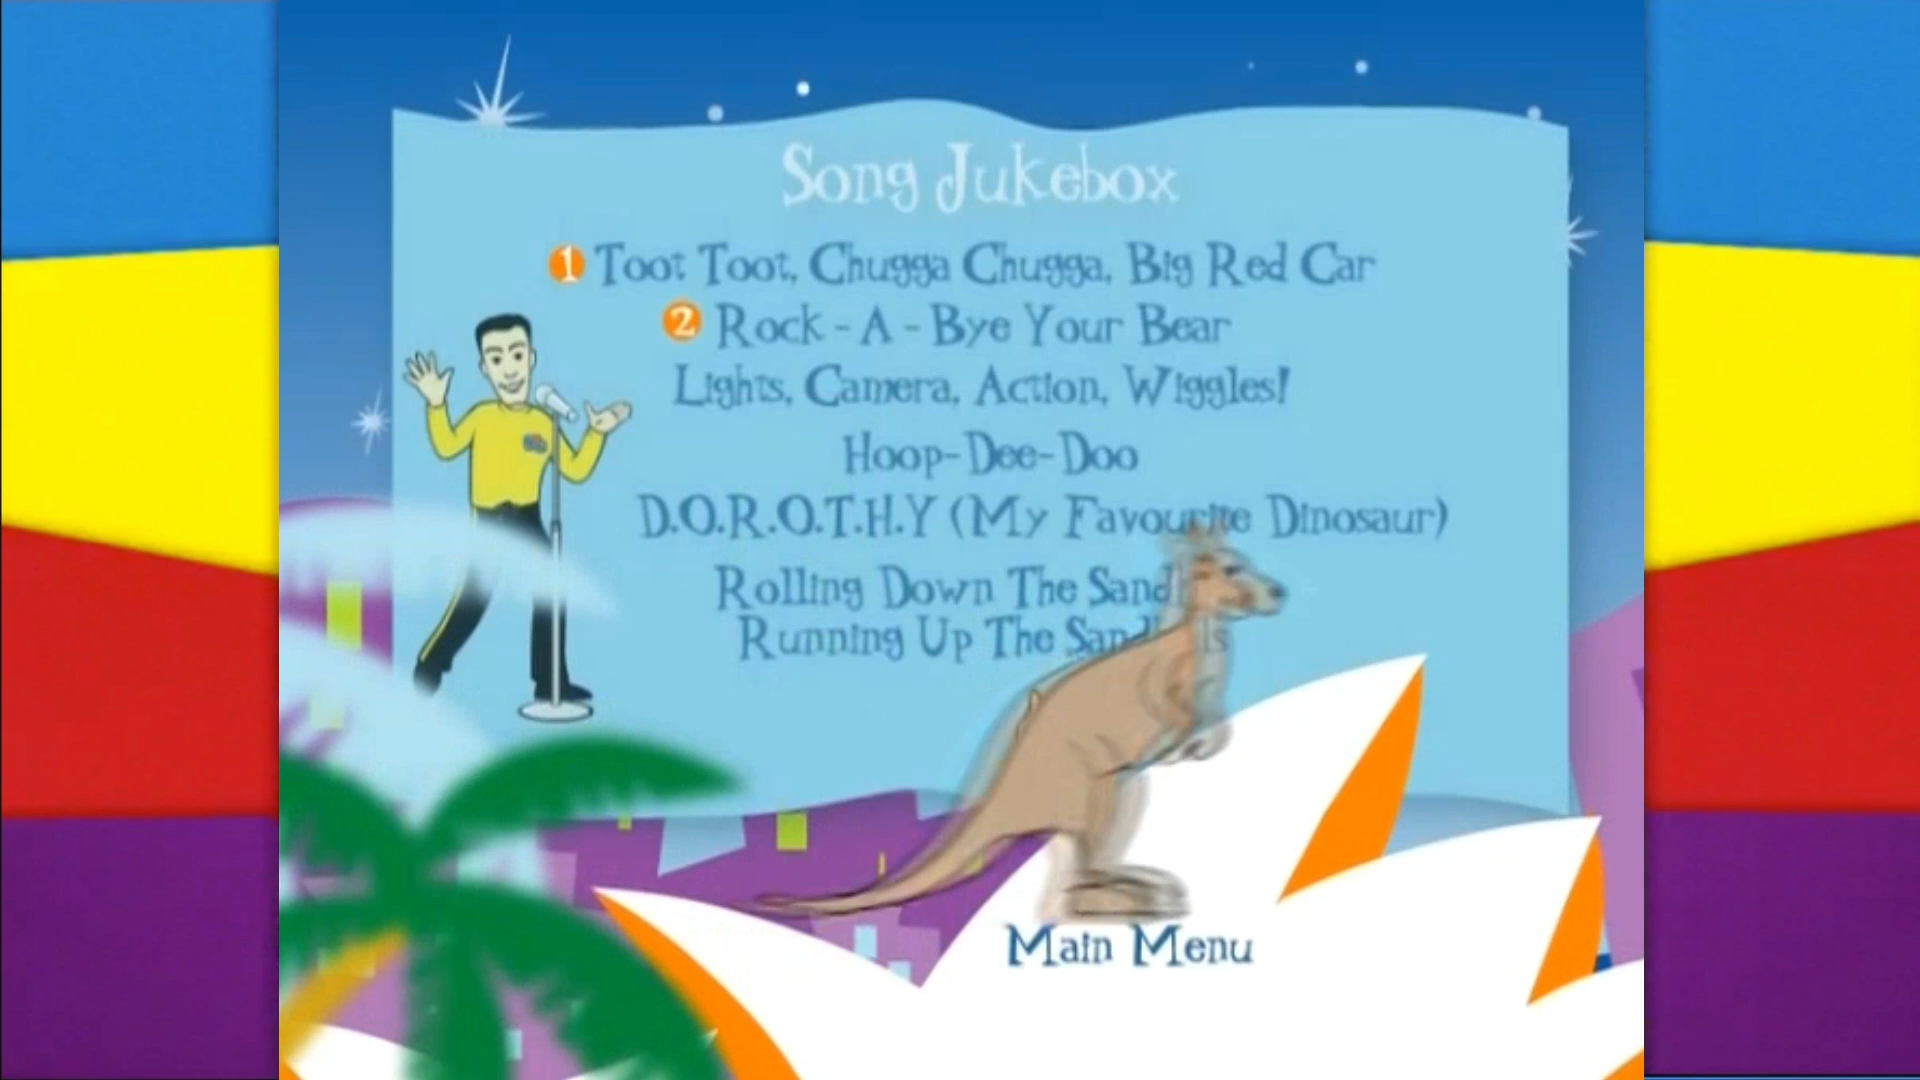 Song Jukebox
1 Toot Toot, Chugga Chugga, Big Red Car
2 Rock - A - Bye Your Bear
Lights, Camera, Action, Wiggles!
Hoop-Dee-Doo
D.O.R.O.T.H.Y (My Favourite Dinosaur)
Rolling Down The
Running Up The
Main Menu